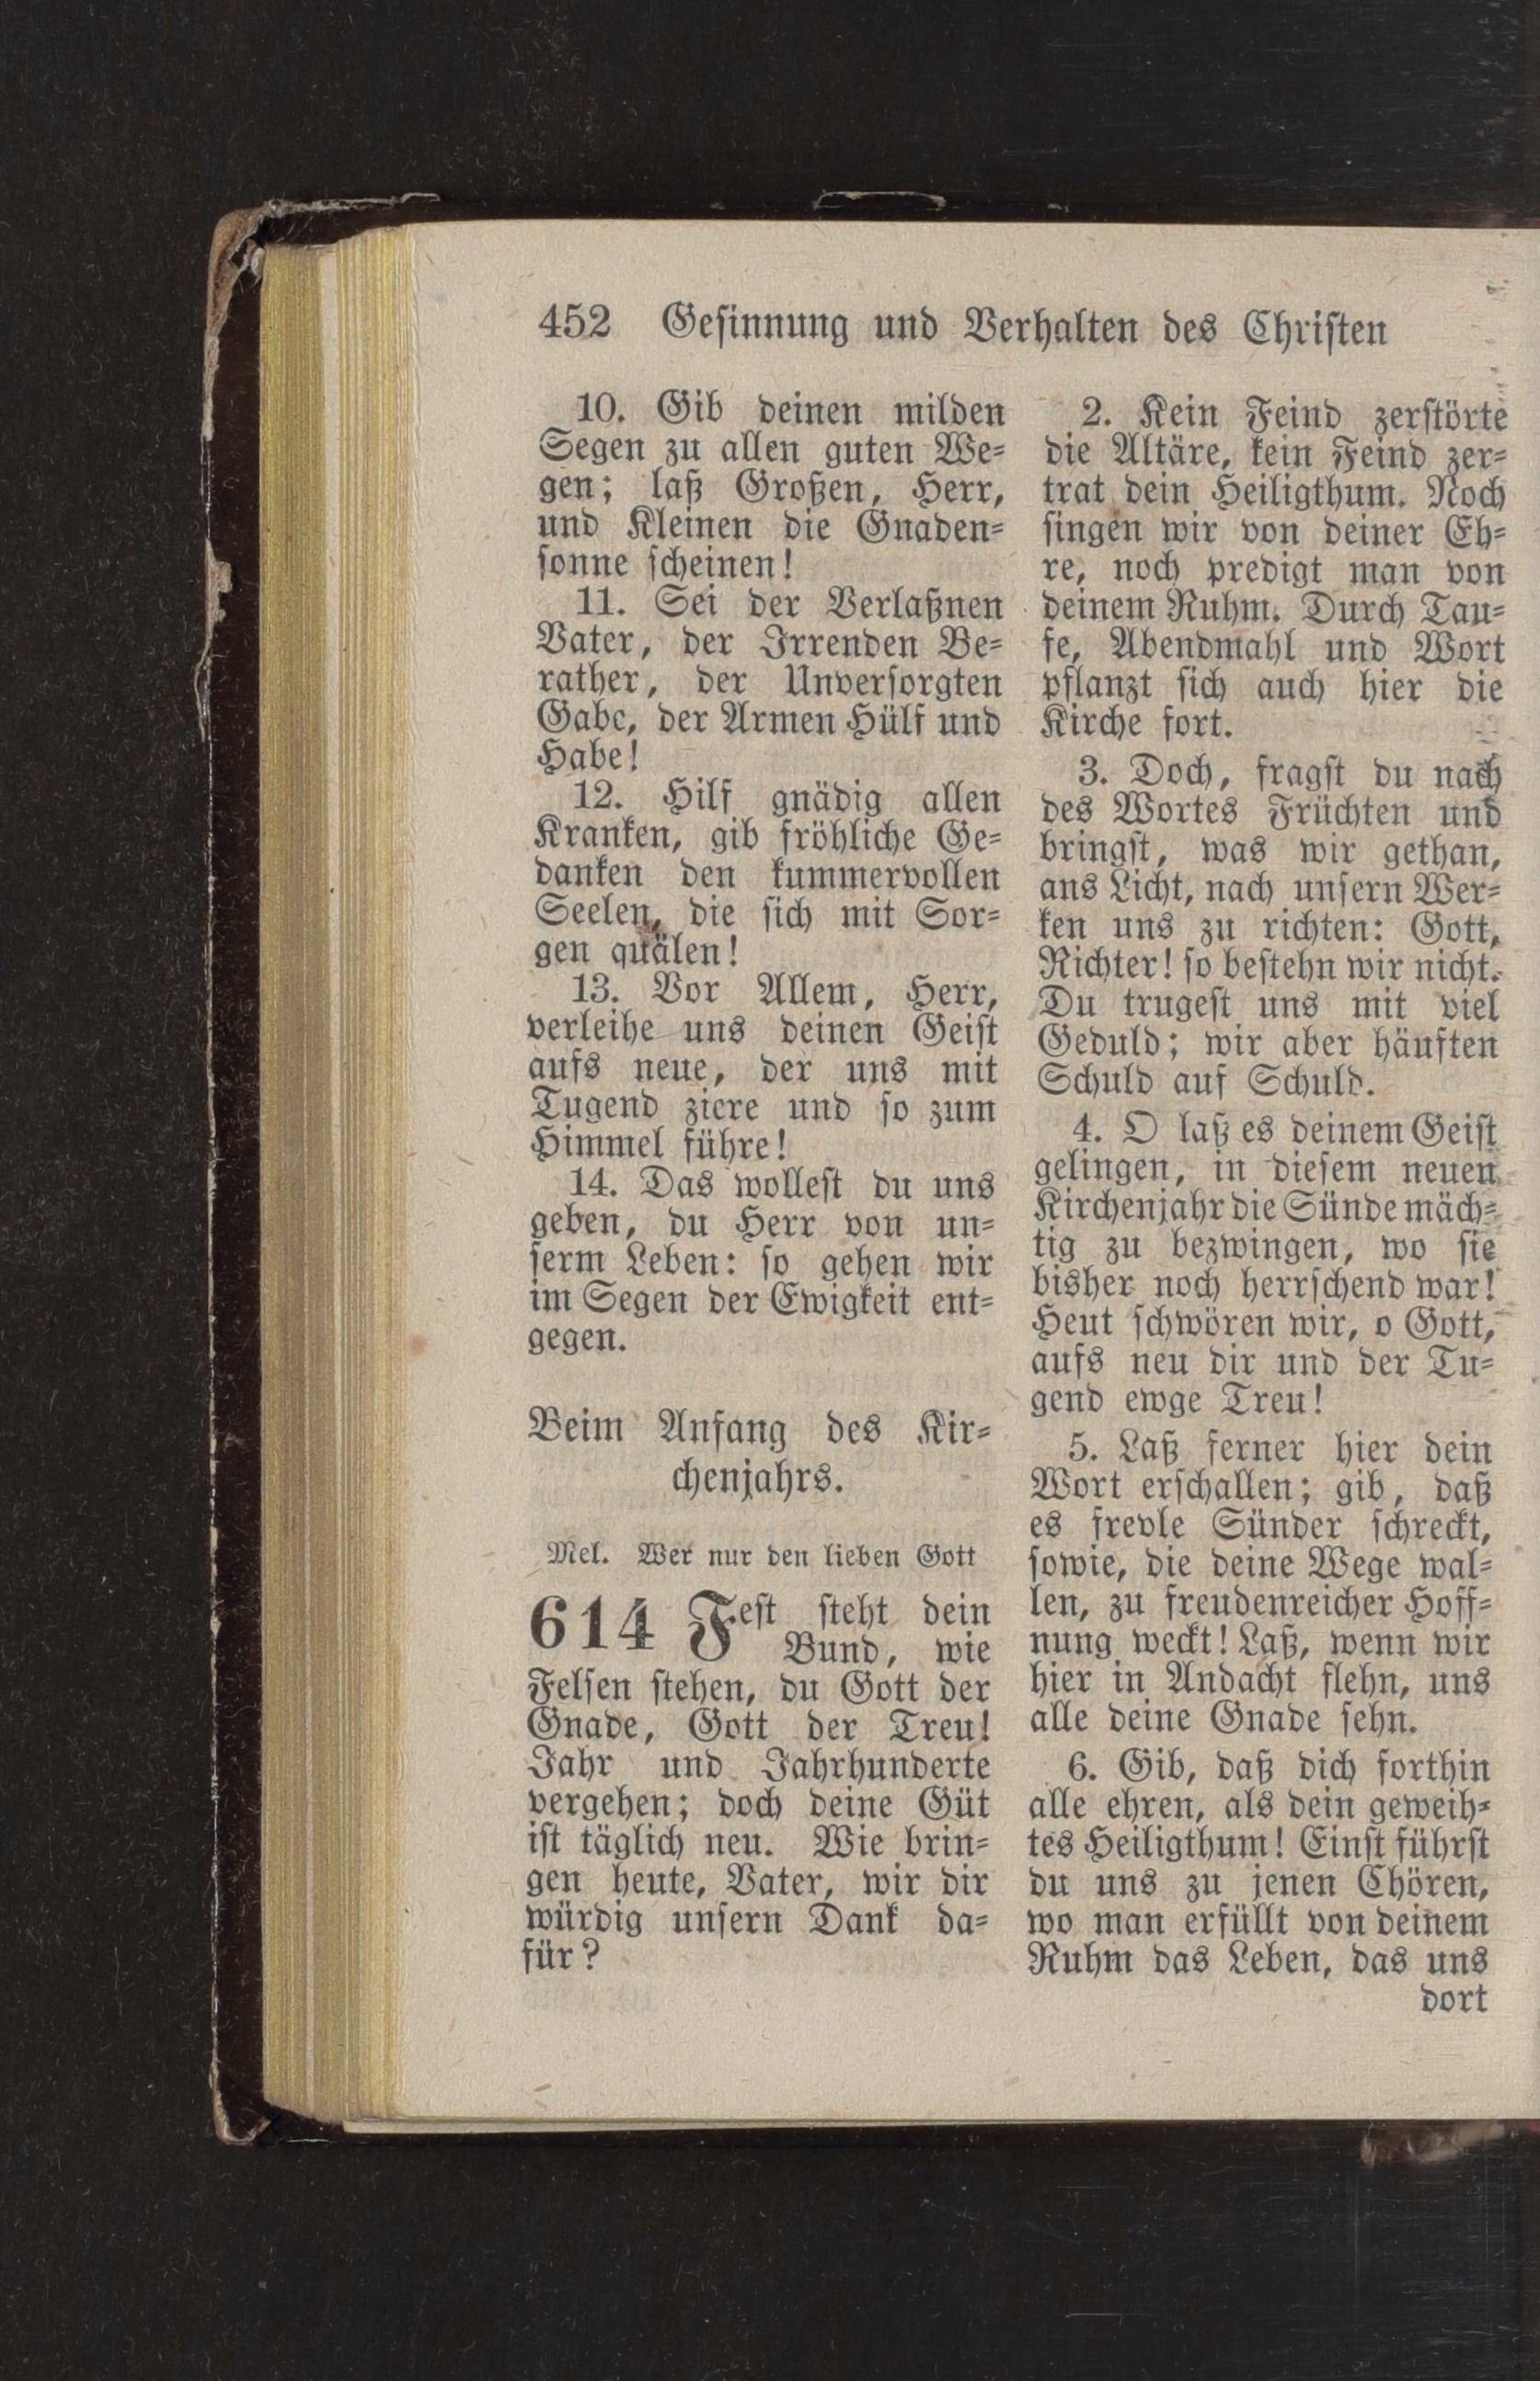 452 Gesinnung und Verhalten des Christen
10. Gib deinen milden
Segen zu allen guten We-
gen; laß Großen, Herr,
und Kleinen die Gnaden-
sonne scheinen!
11. Sei der Verlaßnen
Vater, der Irrenden Be-
rather, der Unversorgten
Gabe, der Armen Hülf und
Habe!
12. Hilf gnädig allen
Kranken, gib fröhliche Ge-
danken den kummervollen
Seelen, die sich mit Sor-
gen quälen!
13. Vor Allem, Herr,
verleihe uns deinen Geist
aufs neue, der uns mit
Tugend ziere und so zum
Himmel führe!
14. Das wollest du uns
geben, du Herr von un-
serm Leben: so gehen wir
im Segen der Ewigkeit ent-
gegen.
Beim Anfang des Kir-
chenjahrs.
Mel. Wer nur den lieben Gott
614 Fest steht dein
Bund, wie
Felsen stehen, du Gott der
Gnade, Gott der Treu!
Jahr und Jahrhunderte
vergehen; doch deine Güt
ist täglich neu. Wie brin-
gen heute, Vater, wir dir
würdig unsern Dank da-
für?
2. Kein Feind zerstörte
die Altäre, kein Feind zer-
trat dein Heiligthum. Noch
singen wir von deiner Eh-
re, noch predigt man von
deinem Ruhm. Durch Tau-
fe, Abendmahl und Wort
pflanzt sich auch hier die
Kirche fort.
3. Doch, fragst du nach
des Wortes Früchten und
bringst, was wir gethan,
ans Licht, nach unsern Wer-
ken uns zu richten: Gott,
Richter! so bestehn wir nicht.
Du trugest uns mit viel
Geduld; wir aber häuften
Schuld auf Schuld.
4. O laß es deinem Geist
gelingen, in diesem neuen
Kirchenjahr die Sünde mäch-
tig zu bezwingen, wo sie
bisher noch herrschend war!
Heut schwören wir, o Gott,
aufs neu dir und der Tu-
gend ewge Treu!
5. Laß ferner hier dein
Wort erschallen; gib, daß
es frevle Sünder schreckt,
sowie, die deine Wege wal-
len, zu freudenreicher Hoff-
nung weckt! Laß, wenn wir
hier in Andacht flehn, uns
alle deine Gnade sehn.
6. Gib, daß dich forthin
alle ehren, als dein geweih-
tes Heiligthum! Einst führst
du uns zu jenen Chören,
wo man erfüllt von deinem
Ruhm das Leben, das uns
dort